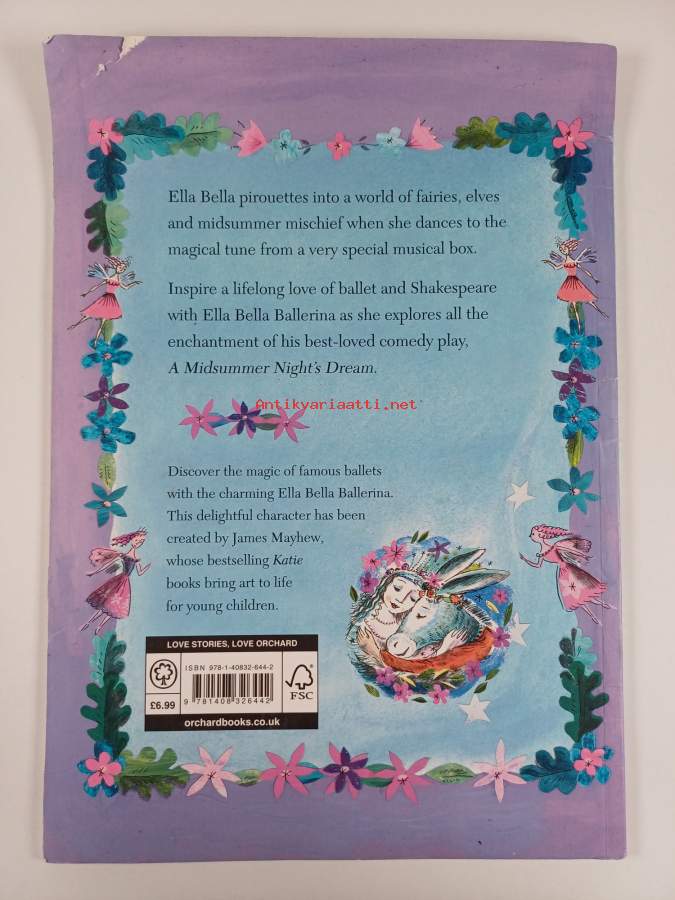 Ella Bella pirouettes into a world of fairies, elves
and midsummer mischief when she dances to the
magical tune from a very special musical box.
Inspire a lifelong love of ballet and Shakespeare
with Ella Bella Ballerina as she explores all the
enchantment of his best-loved comedy play,
A Midsummer Night's Dream.
Antikvariaatti.net
Discover the magic of famous ballets
with the charming Ella Bella Ballerina.
This delightful character has been
created by James Mayhew,
whose bestselling Katie
books bring art to life
for young children.
LOVE STORIES, LOVE ORCHARD
ISBN 978-1-40832-644-2
£6.99
9 781408 326442
FSC
orchardbooks.co.uk